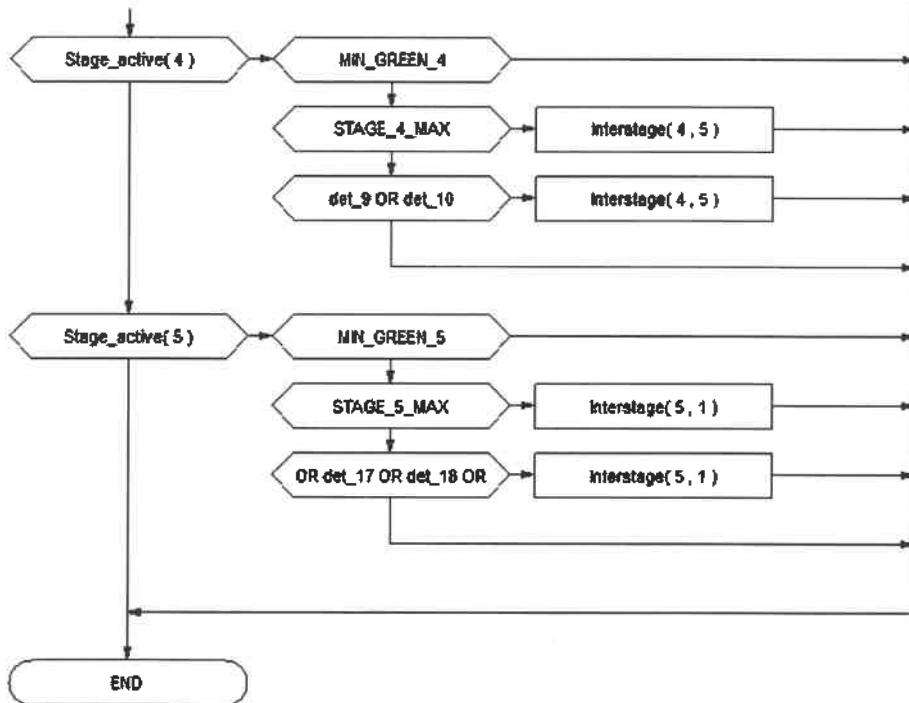 Stage_active( 4 )
MIN_GREEN_4
STAGE_4_MAX
Interstage( 4 , 5 )
det_9 OR det_10
Interstage( 4 , 5 )
Stage_active( 5 )
MIN_GREEN_5
STAGE_5_MAX
Interstage( 5 , 1 )
OR det_17 OR det_18 OR
Interstage( 5 , 1 )
END